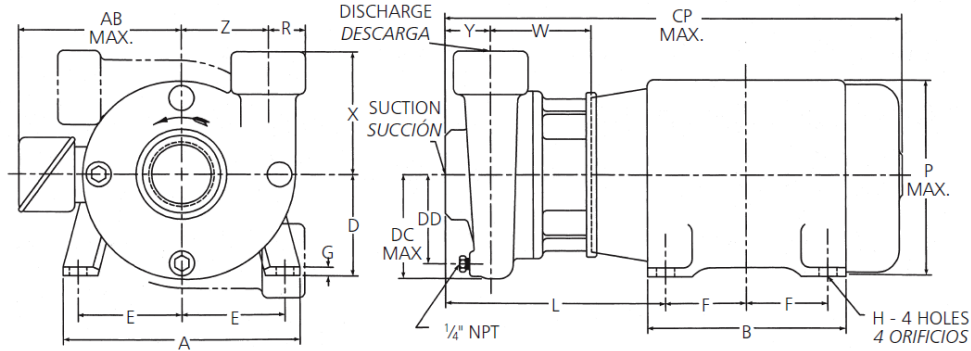 AB
MAX.
Z
R
X
D
G
E
E
A
DISCHARGE
DESCARGA
Y
W
CP
MAX.
SUCTION
SUCCIÓN
DD
DC
MAX
P
MAX.
L
F
F
B
1/4" NPT
H - 4 HOLES
4 ORIFICIOS